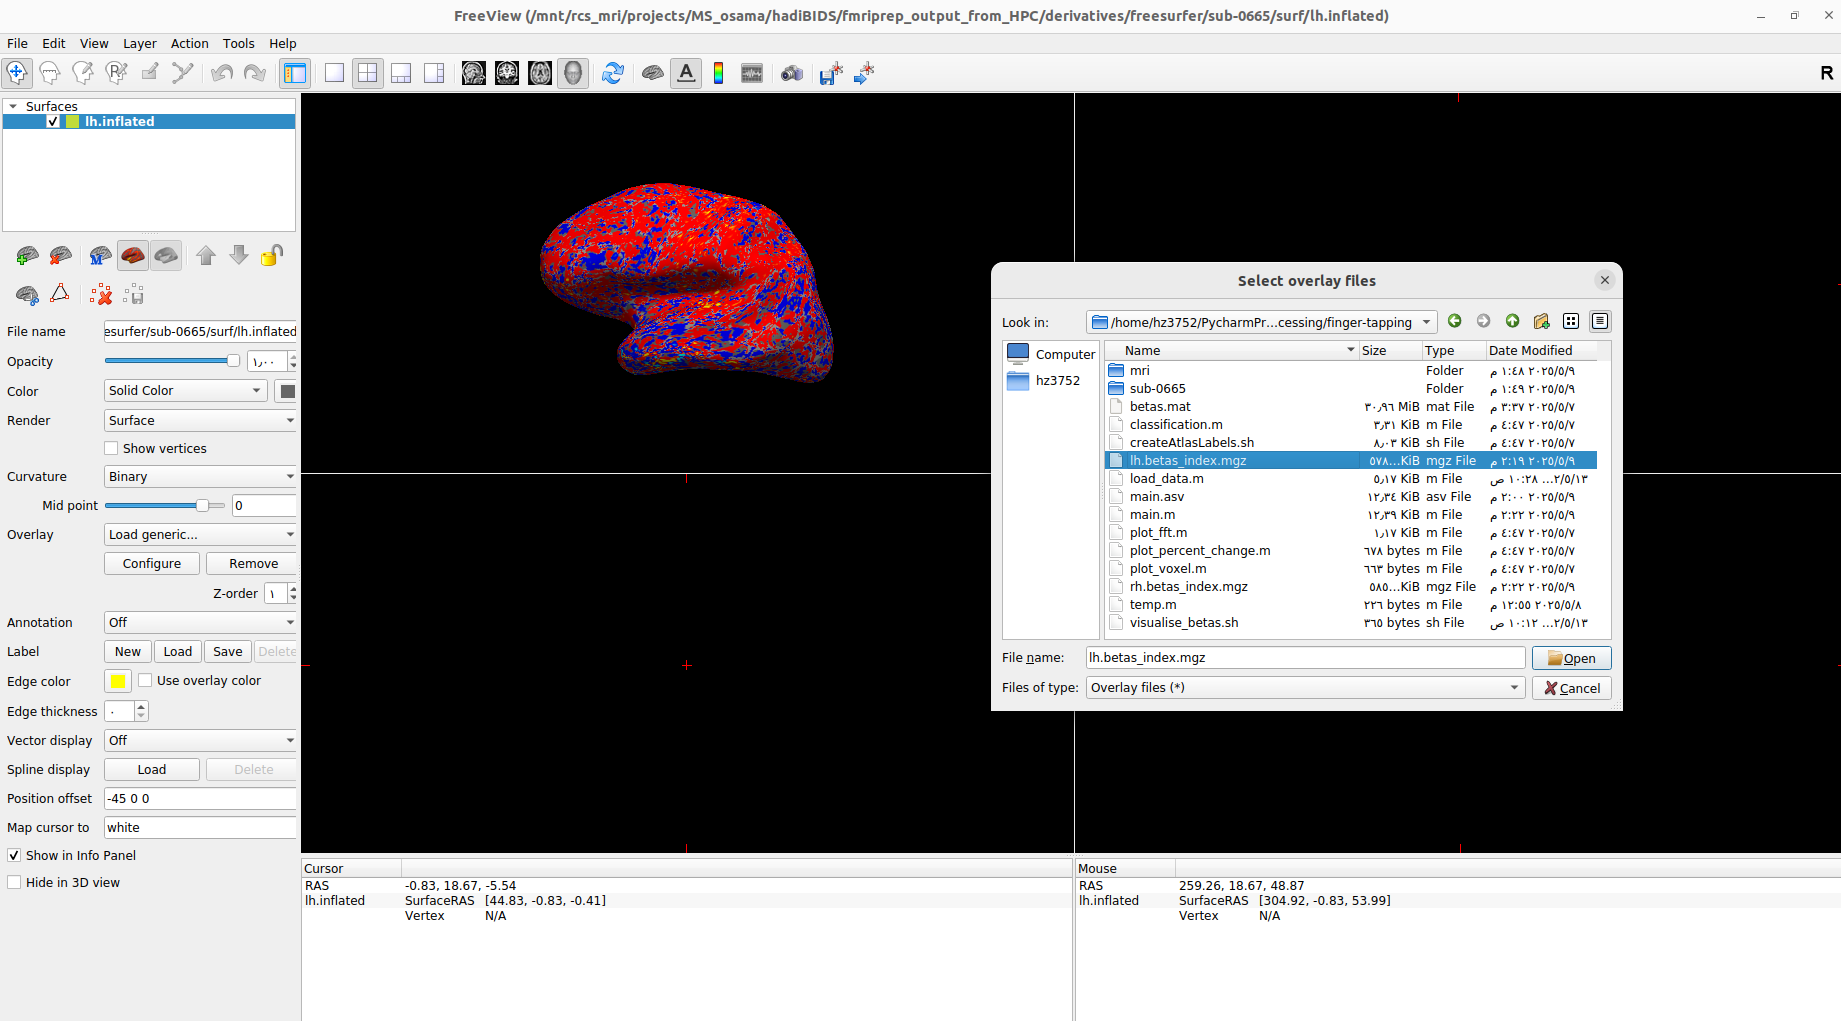 FreeView (/mnt/rcs_mri/projects/MS_osama/hadiBIDS/fmriprep_output_from_HPC/derivatives/freesurfer/sub-0665/surf/lh.inflated)
File Edit View Layer Action Tools Help
A
R
Surfaces
lh.inflated
File name esurfer/sub-0665/surf/lh.inflated
Opacity ١٫٠٠
Color Solid Color
Render Surface
Show vertices
Curvature Binary
Mid point 0
Overlay Load generic...
Configure Remove
Z-order ١
Annotation Off
Label New Load Save Delete
Edge color Use overlay color
Edge thickness ٠
Vector display Off
Spline display Load Delete
Position offset -45 0 0
Map cursor to white
Show in Info Panel
Hide in 3D view
Select overlay files
Look in: /home/hz3752/PycharmPr...cessing/finger-tapping
Computer
hz3752
Name Size Type Date Modified
mri Folder ٢٠٢٥/٥/٩ ١:٤٨ م
sub-0665 Folder ٢٠٢٥/٥/٩ ١:٤٩ م
betas.mat ٣٠٫٩٦ MiB mat File ٢٠٢٥/٥/٧ ٣:٣٧ م
classification.m ٣٫٣١ KiB m File ٢٠٢٥/٥/٧ ٤:٤٧ م
createAtlasLabels.sh ٨٫٠٣ KiB sh File ٢٠٢٥/٥/٧ ٤:٤٧ م
lh.betas_index.mgz ٥٧٨...KiB mgz File ٢٠٢٥/٥/٩ ٢:١٩ م
load_data.m ٥٫١٧ KiB m File ٢/٥/١٣... ١٠:٢٨ ص
main.asv ١٢٫٣٤ KiB asv File ٢٠٢٥/٥/٩ ٢:٠٠ م
main.m ١٢٫٣٩ KiB m File ٢٠٢٥/٥/٩ ٢:٢٢ م
plot_fft.m ١٫١٧ KiB m File ٢٠٢٥/٥/٧ ٤:٤٧ م
plot_percent_change.m ٦٧٨ bytes m File ٢٠٢٥/٥/٧ ٤:٤٧ م
plot_voxel.m ٦٦٣ bytes m File ٢٠٢٥/٥/٧ ٤:٤٧ م
rh.betas_index.mgz ٥٨٥...KiB mgz File ٢٠٢٥/٥/٩ ٢:٢٢ م
temp.m ٢٢٦ bytes m File ٢٠٢٥/٥/٨ ١٢:٥٥ م
visualise_betas.sh ٣٦٥ bytes sh File ٢/٥/١٣... ١٠:١٢ ص
File name: lh.betas_index.mgz Open
Files of type: Overlay files (*) Cancel
Cursor
RAS -0.83, 18.67, -5.54
lh.inflated SurfaceRAS [44.83, -0.83, -0.41]
Vertex N/A
Mouse
RAS 259.26, 18.67, 48.87
lh.inflated SurfaceRAS [304.92, -0.83, 53.99]
Vertex N/A